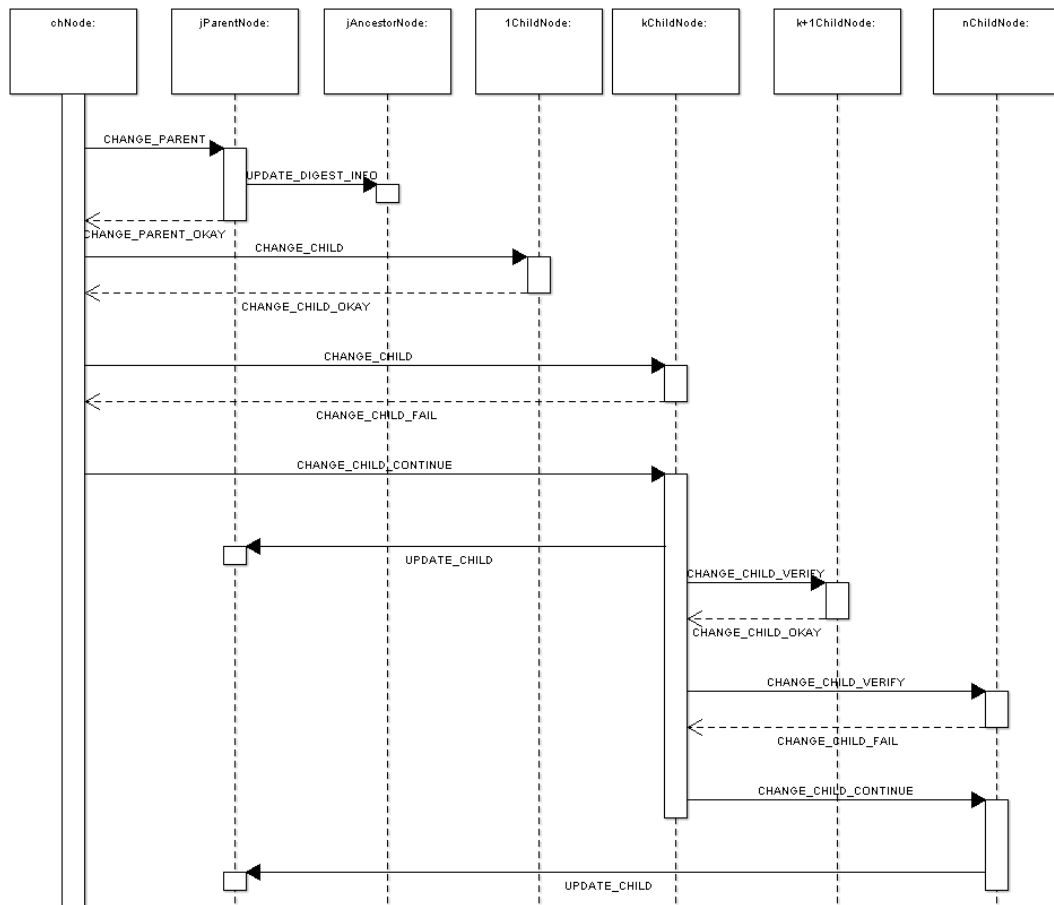 chNode:
jParentNode:
jAncestorNode:
1ChildNode:
kChildNode:
k+1ChildNode:
nChildNode:
CHANGE_PARENT
UPDATE_DIGEST_INFO
CHANGE_PARENT_OKAY
CHANGE_CHILD
CHANGE_CHILD_OKAY
CHANGE_CHILD
CHANGE_CHILD_FAIL
CHANGE_CHILD_CONTINUE
UPDATE_CHILD
CHANGE_CHILD_VERIFY
CHANGE_CHILD_OKAY
CHANGE_CHILD_VERIFY
CHANGE_CHILD_FAIL
CHANGE_CHILD_CONTINUE
UPDATE_CHILD